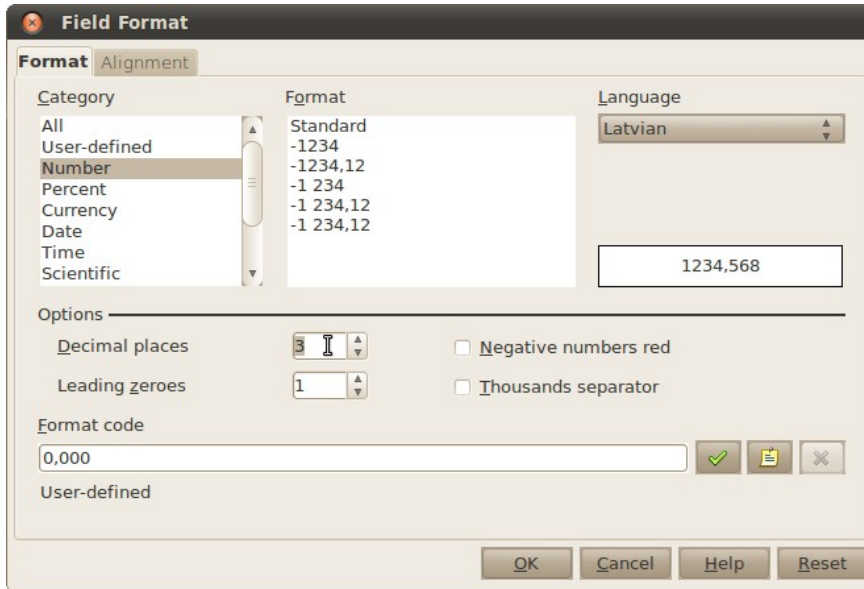 Field Format
Format Alignment
Category
All
User-defined
Number
Percent
Currency
Date
Time
Scientific
Format
Standard
-1234
-1234,12
-1 234
-1 234,12
-1 234,12
Language
Latvian
1234,568
Options
Decimal places 3 Negative numbers red
Leading zeroes 1 Thousands separator
Format code
0,000
User-defined
OK Cancel Help Reset